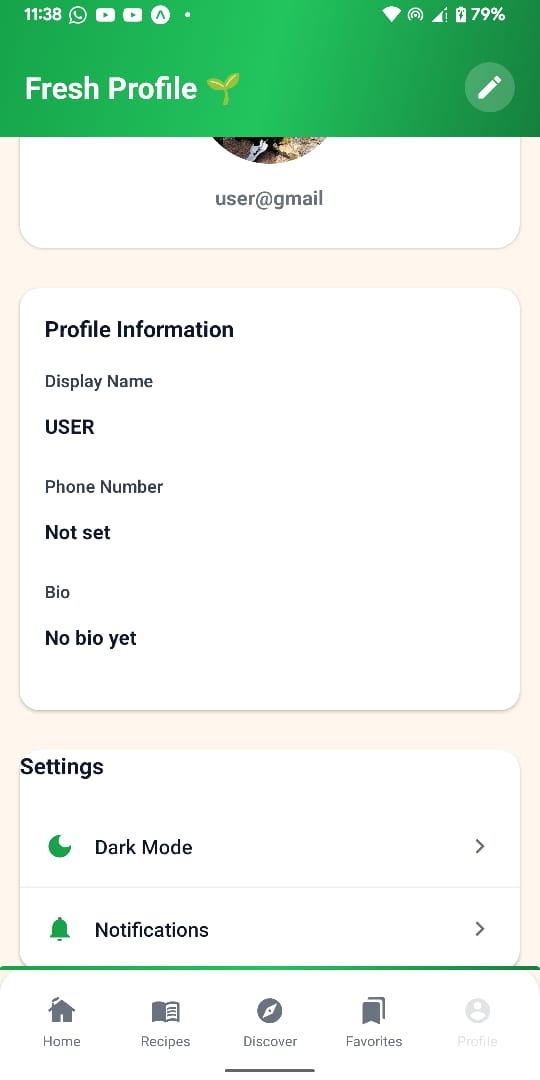 11:38
79%
Fresh Profile 🌱
user@gmail
Profile Information
Display Name
USER
Phone Number
Not set
Bio
No bio yet
Settings
Dark Mode
Notifications
Home
Recipes
Discover
Favorites
Profile